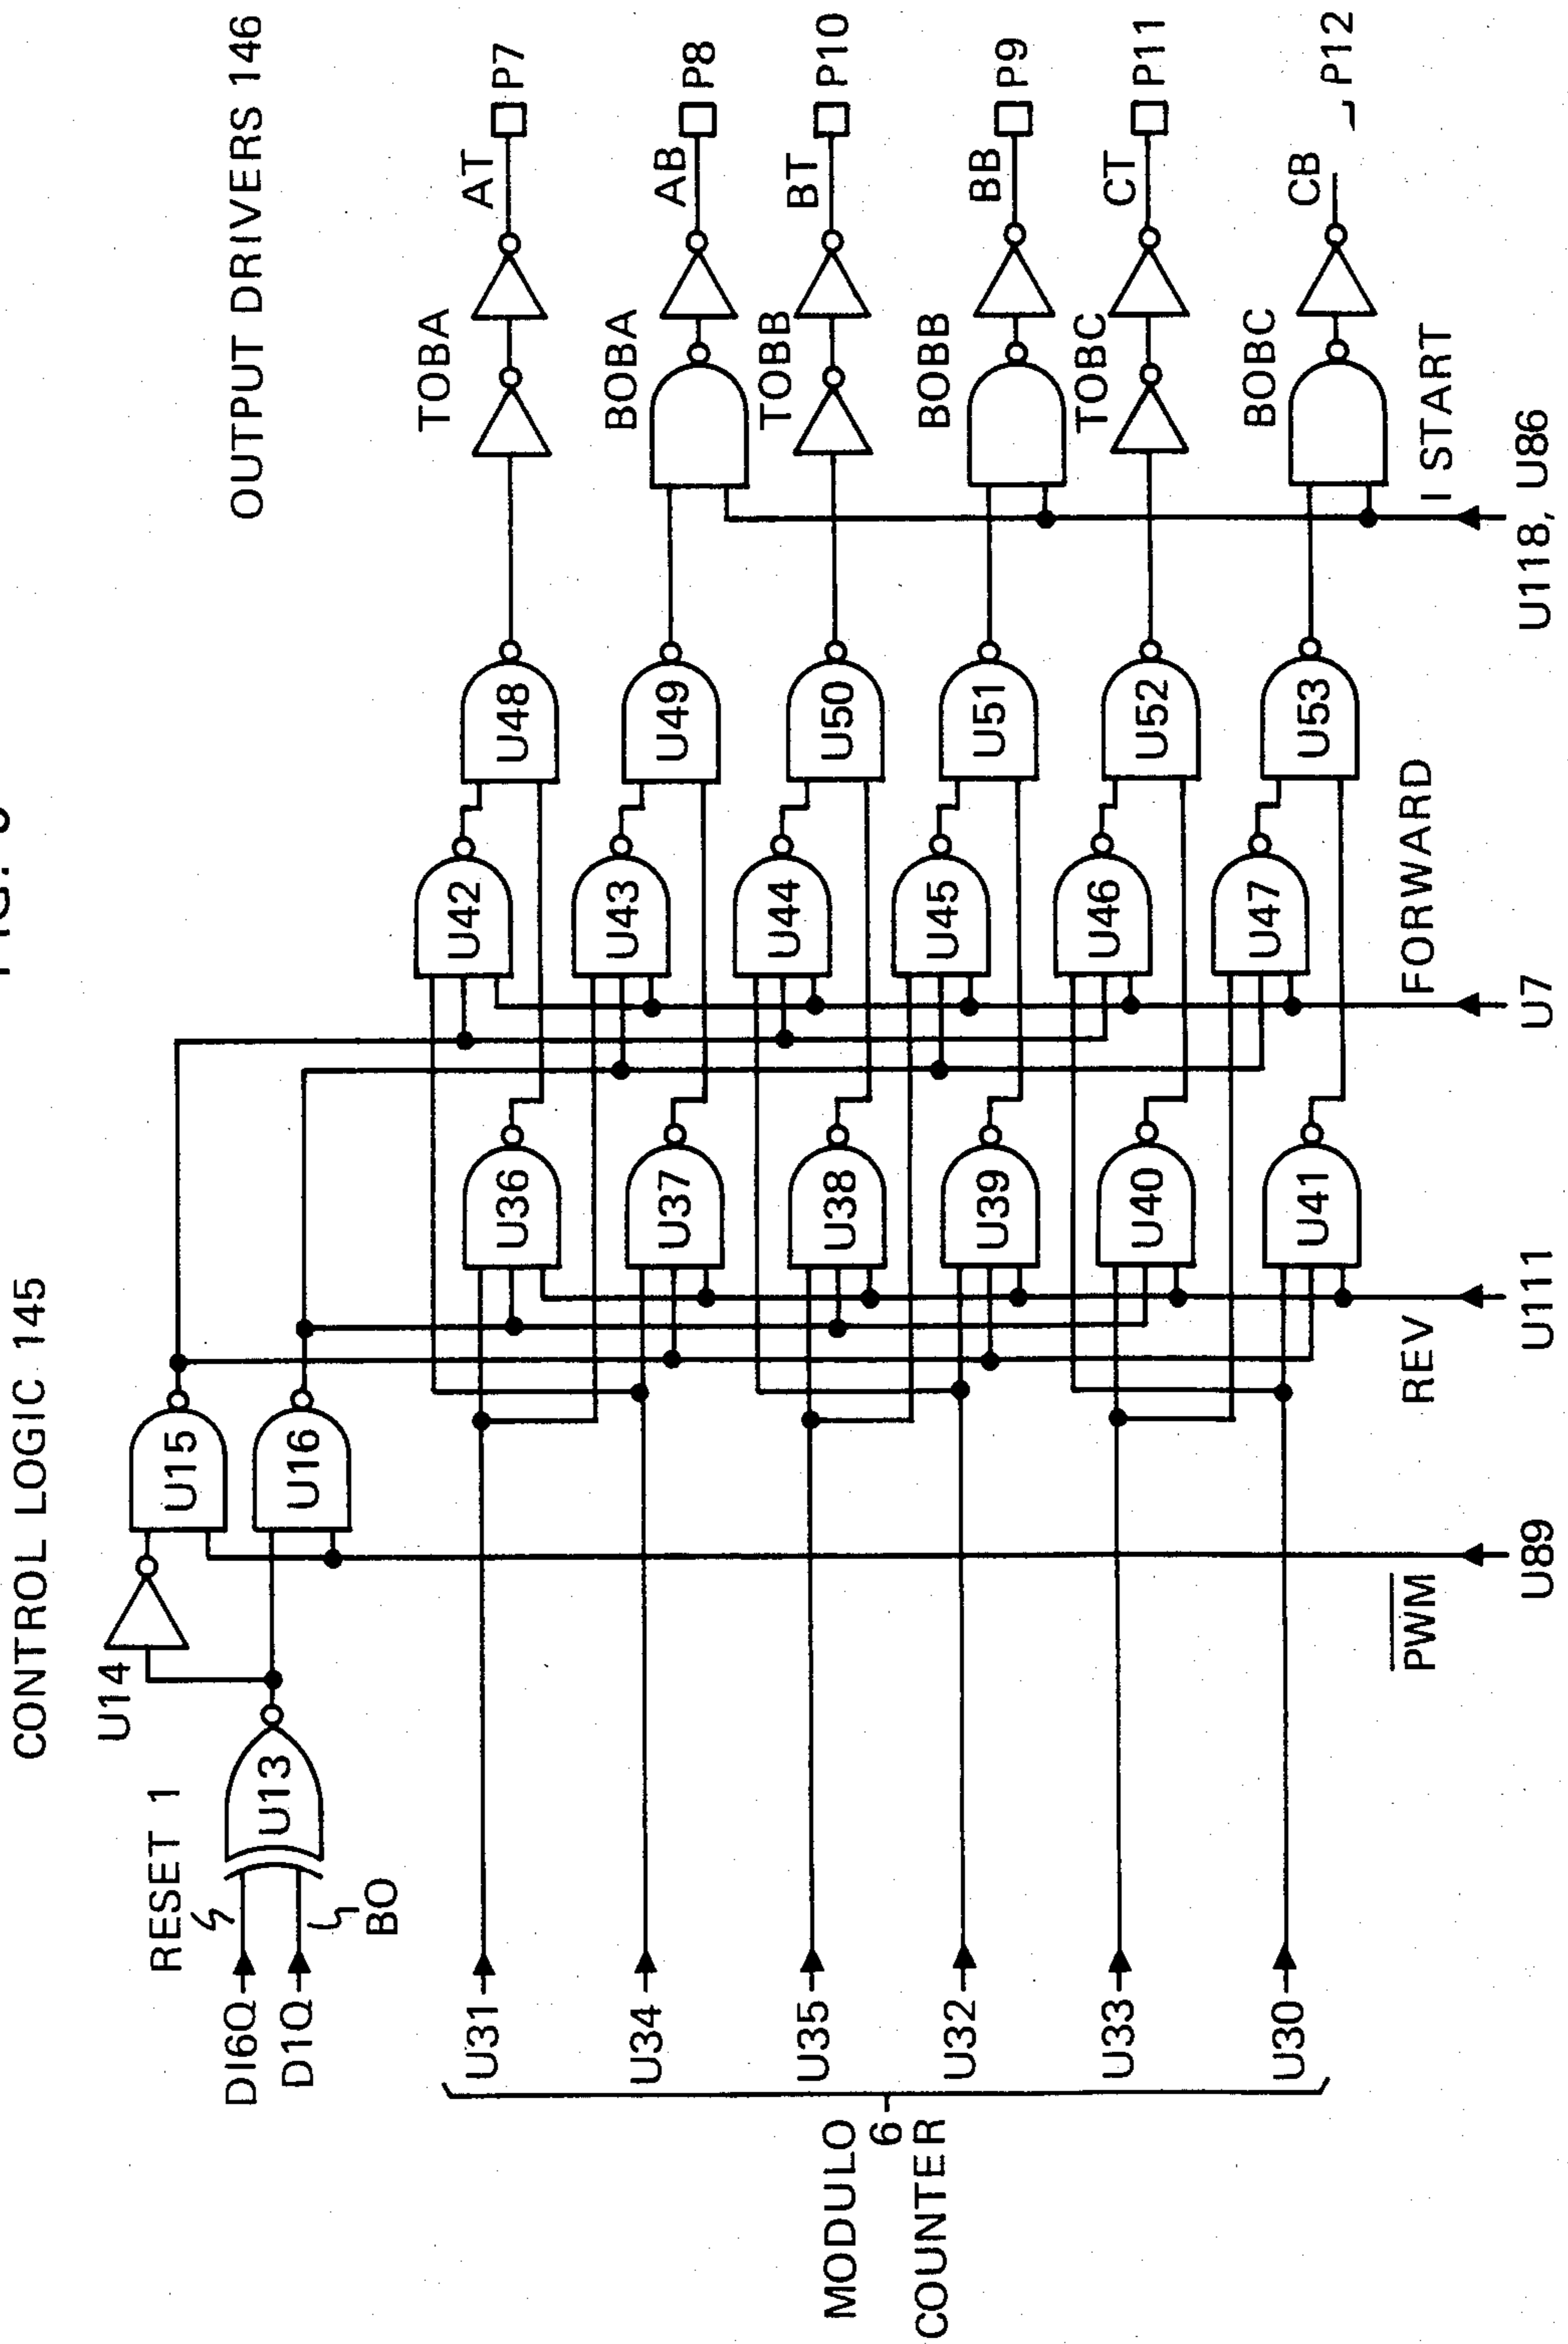 CONTROL LOGIC 145
OUTPUT DRIVERS 146
RESET 1
DI6Q
D1Q
BO
U13
U14
U15
U16
MODULO
6
COUNTER
U31
U34
U35
U32
U33
U30
U36
U37
U38
U39
U40
U41
U42
U43
U44
U45
U46
U47
U48
U49
U50
U51
U52
U53
TOBA
BOBA
TOBB
BOBB
TOBC
BOBC
AT
AB
BT
BB
CT
CB
P7
P8
P10
P9
P11
P12
PWM
U89
REV
U111
FORWARD
U7
I START
U118, U86